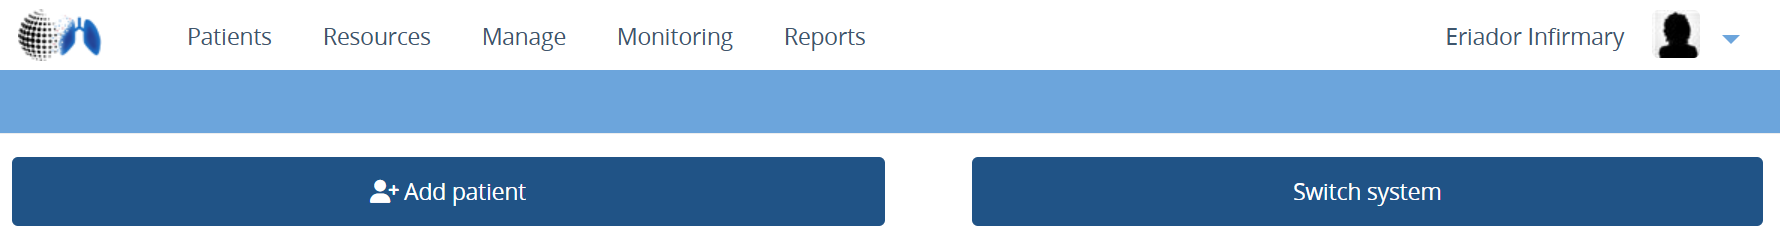 Patients Resources Manage Monitoring Reports Eriador Infirmary
Add patient Switch system